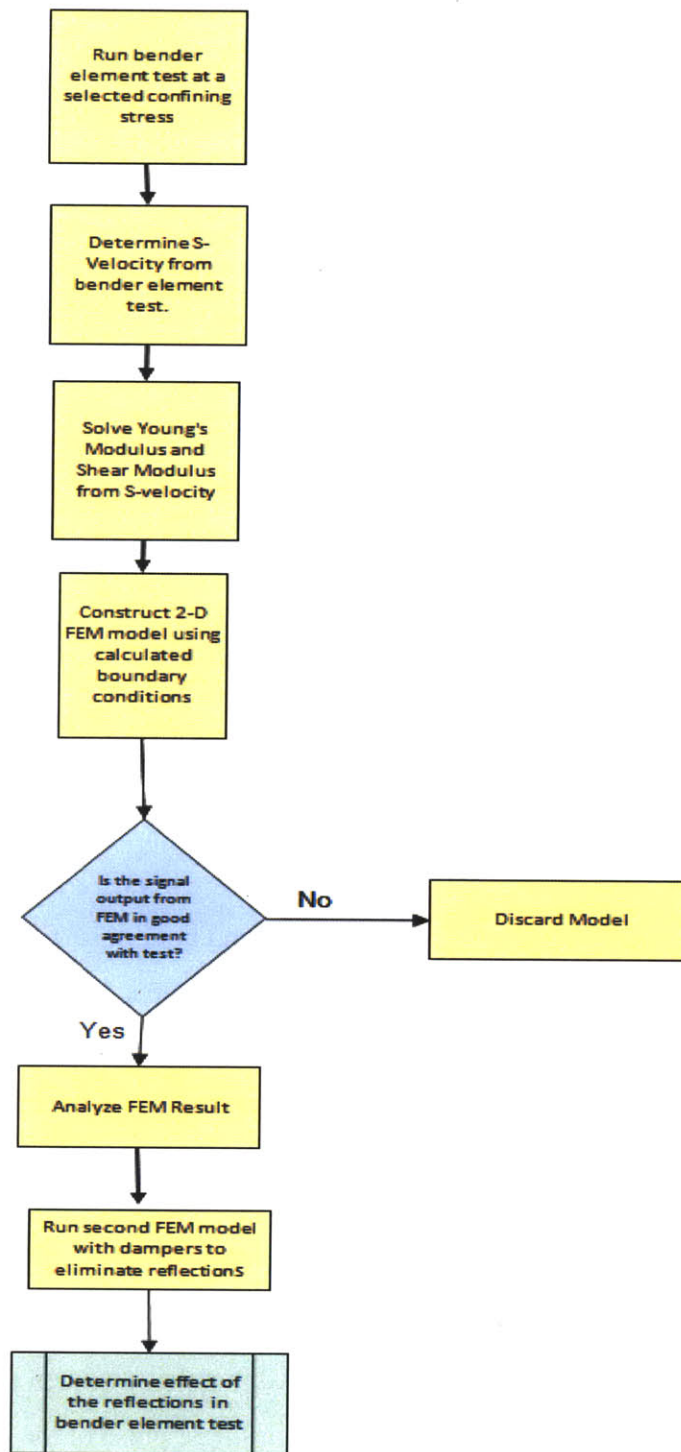 Run bender
element test at a
selected confining
stress
Determine S-
Velocity from
bender element
test.
Solve Young's
Modulus and
Shear Modulus
from S-velocity
Construct 2-D
FEM model using
calculated
boundary
conditions
Is the signal
output from
FEM in good
agreement
with test?
No
Discard Model
Yes
Analyze FEM Result
Run second FEM model
with dampers to
eliminate reflections
Determine effect of
the reflections in
bender element test